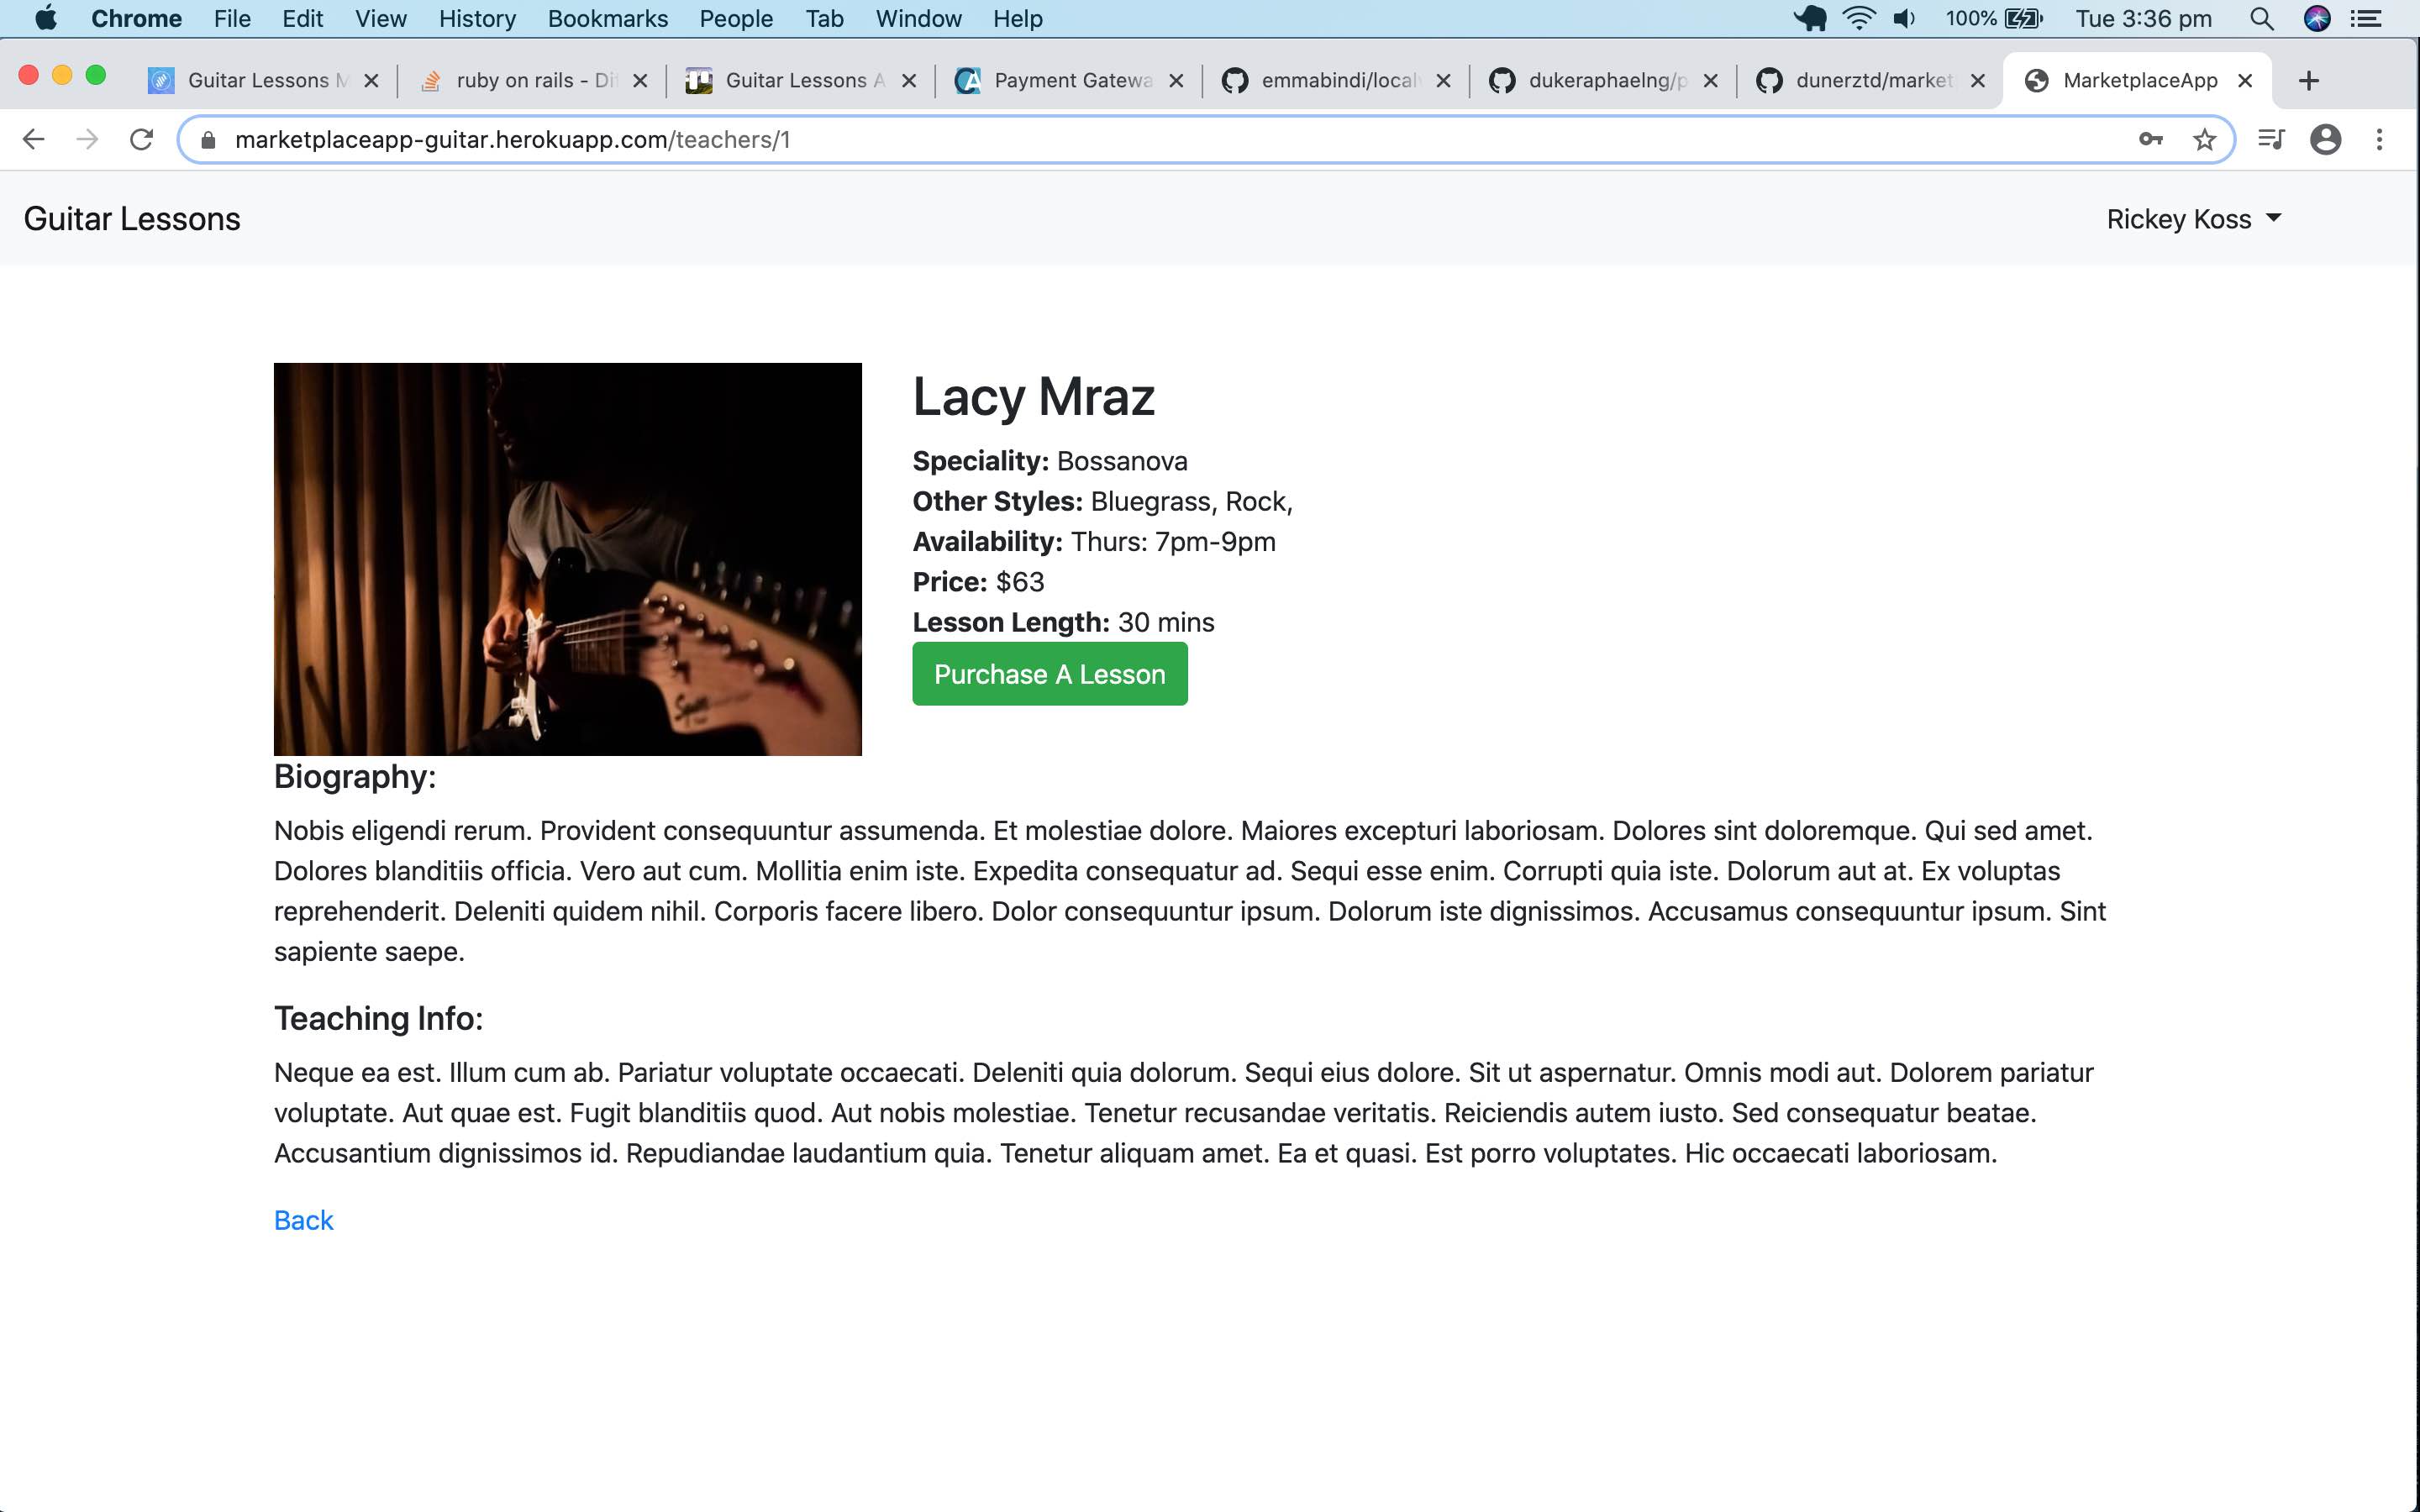 Chrome File Edit View History Bookmarks People Tab Window Help 100% Tue 3:36 pm
Guitar Lessons M ruby on rails - Di Guitar Lessons A Payment Gatewa emmabindi/local dukeraphaelng/p dunerztd/market MarketplaceApp
marketplaceapp-guitar.herokuapp.com/teachers/1
Guitar Lessons Rickey Koss
Lacy Mraz
Speciality: Bossanova
Other Styles: Bluegrass, Rock,
Availability: Thurs: 7pm-9pm
Price: $63
Lesson Length: 30 mins
Purchase A Lesson
Biography:
Nobis eligendi rerum. Provident consequuntur assumenda. Et molestiae dolore. Maiores excepturi laboriosam. Dolores sint doloremque. Qui sed amet.
Dolores blanditiis officia. Vero aut cum. Mollitia enim iste. Expedita consequatur ad. Sequi esse enim. Corrupti quia iste. Dolorum aut at. Ex voluptas
reprehenderit. Deleniti quidem nihil. Corporis facere libero. Dolor consequuntur ipsum. Dolorum iste dignissimos. Accusamus consequuntur ipsum. Sint
sapiente saepe.
Teaching Info:
Neque ea est. Illum cum ab. Pariatur voluptate occaecati. Deleniti quia dolorum. Sequi eius dolore. Sit ut aspernatur. Omnis modi aut. Dolorem pariatur
voluptate. Aut quae est. Fugit blanditiis quod. Aut nobis molestiae. Tenetur recusandae veritatis. Reiciendis autem iusto. Sed consequatur beatae.
Accusantium dignissimos id. Repudiandae laudantium quia. Tenetur aliquam amet. Ea et quasi. Est porro voluptates. Hic occaecati laboriosam.
Back